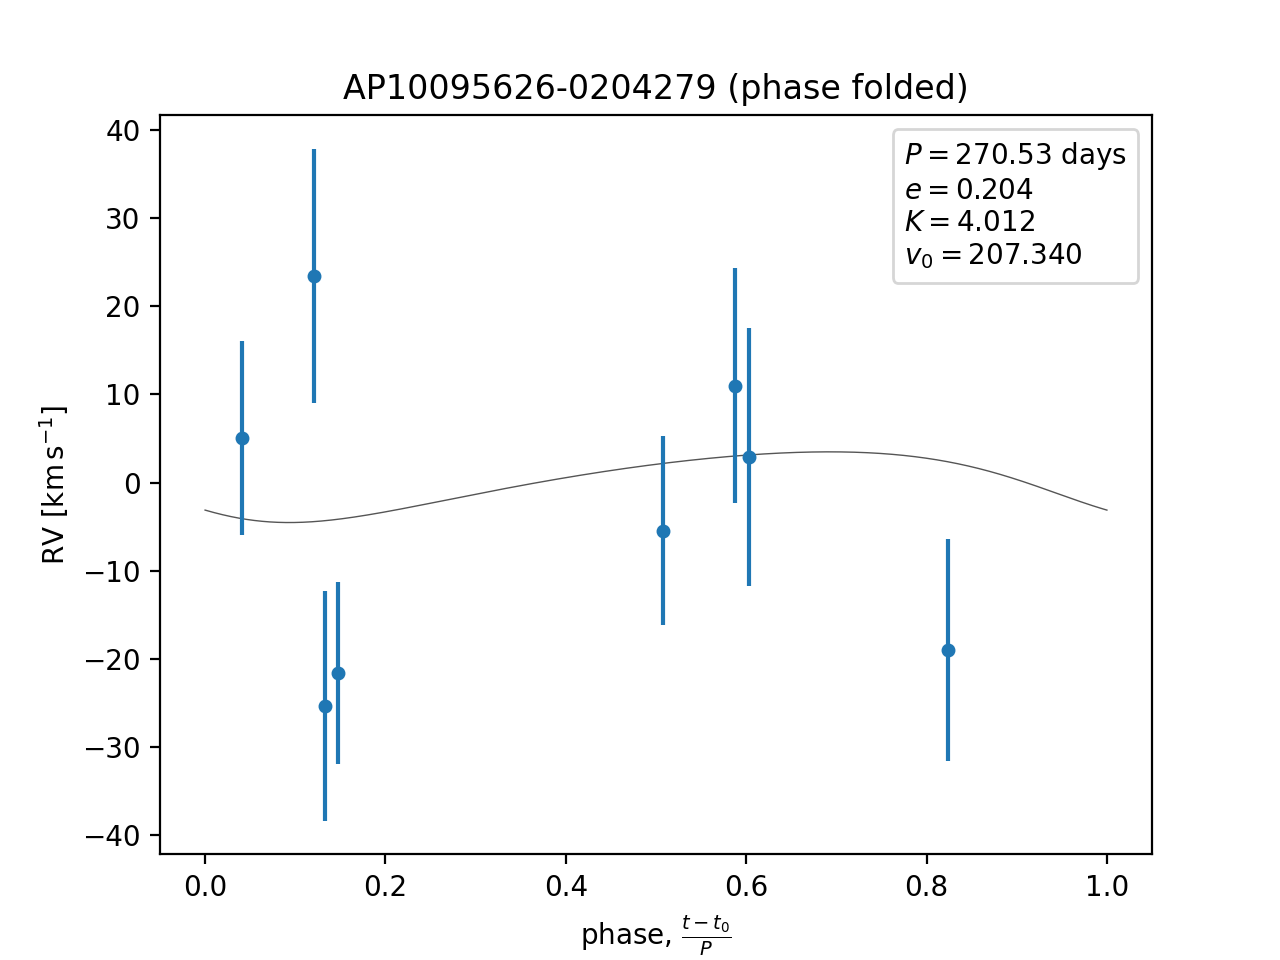 AP10095626-0204279 (phase folded)
P = 270.53 days
e = 0.204
K = 4.012
v₀ = 207.340
40
30
20
10
0
−10
−20
−30
−40
RV [km s⁻¹]
0.0 0.2 0.4 0.6 0.8 1.0
phase, (t − t₀)/P